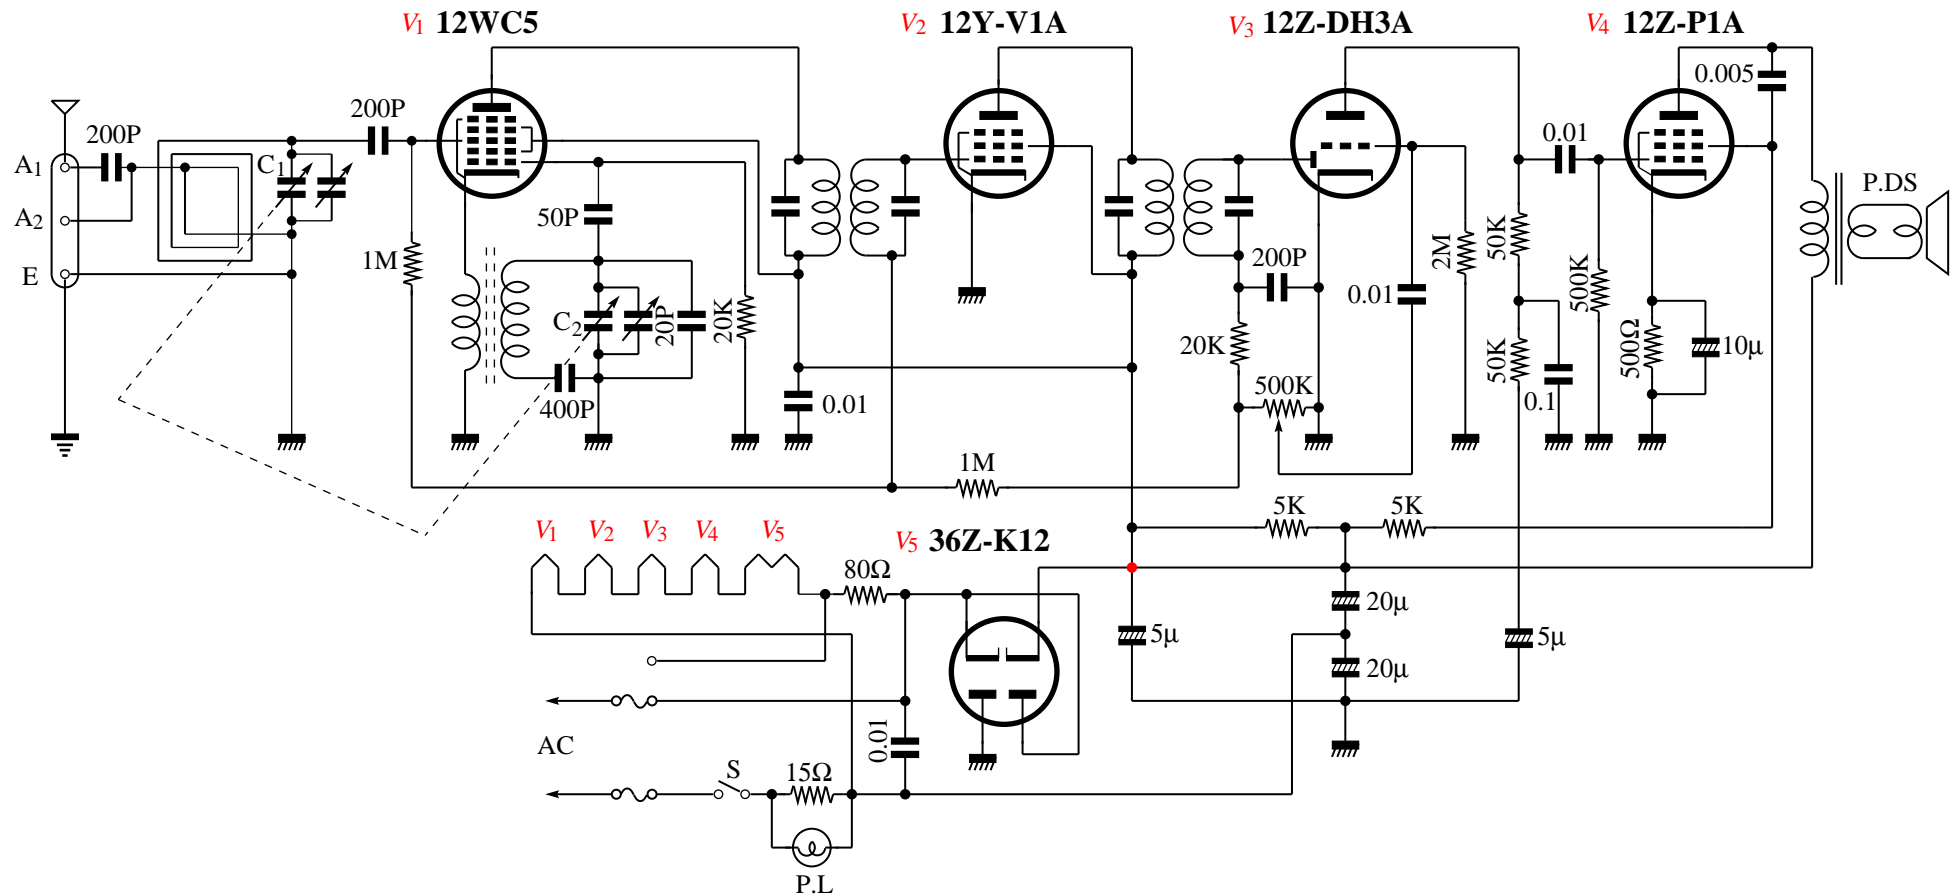 V1 12WC5
V2 12Y-V1A
V3 12Z-DH3A
V4 12Z-P1A
0.005
200P
200P
0.01
A1
C1
P.DS
A2
50P
50K
2M
E
1M
200P
0.01
500K
C2
20P
20K
20K
500Ω
10μ
50K
500K
400P
0.01
0.1
1M
5K
5K
V1 V2 V3 V4 V5
V5 36Z-K12
80Ω
20μ
5μ
5μ
20μ
0.01
AC
S
15Ω
P.L